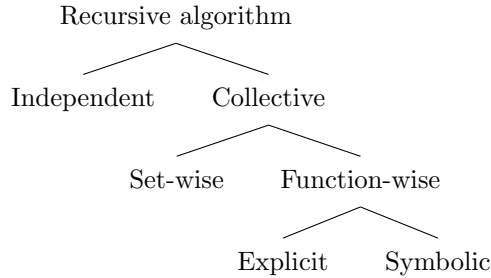 Recursive algorithm
Independent Collective
Set-wise Function-wise
Explicit Symbolic